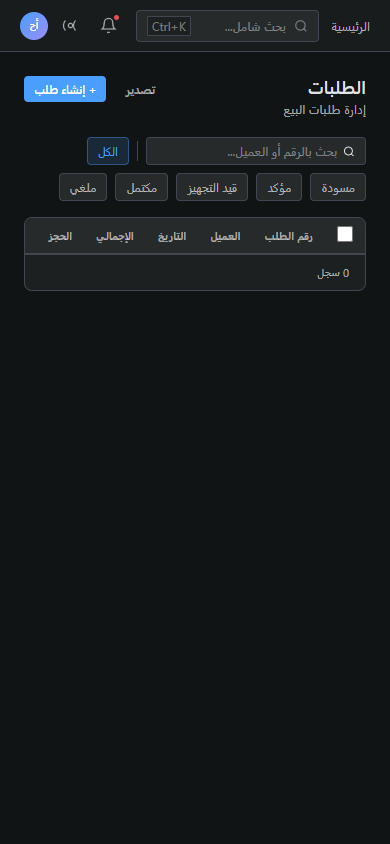 الرئيسية
بحث شامل... Ctrl+K
أح
الطلبات
إدارة طلبات البيع
تصدير
+ إنشاء طلب
بحث بالرقم أو العميل...
الكل
مسودة مؤكد قيد التجهيز مكتمل ملغي
رقم الطلب العميل التاريخ الإجمالي الحجز
0 سجل